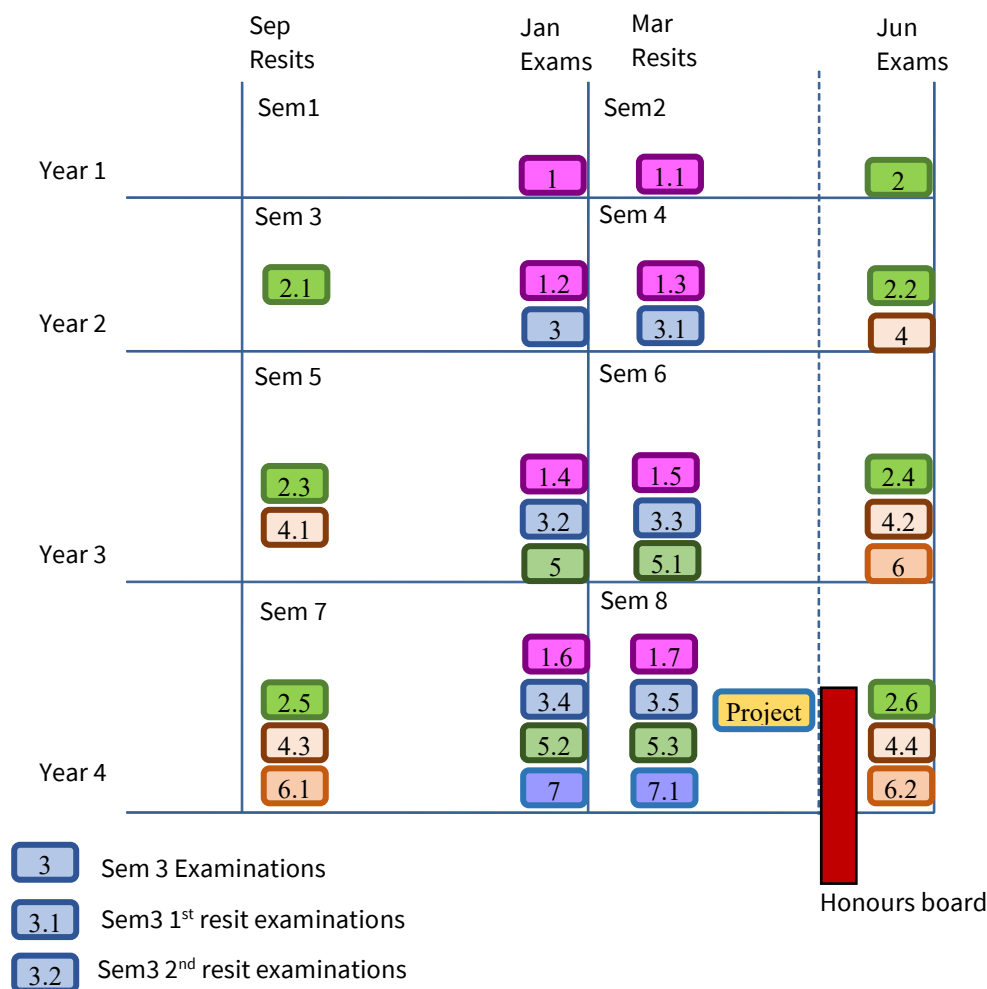 Sep
Resits
Jan
Exams
Mar
Resits
Jun
Exams
Sem1
Sem2
Year 1
1
1.1
2
Sem 3
Sem 4
2.1
1.2
1.3
2.2
Year 2
3
3.1
4
Sem 5
Sem 6
2.3
1.4
1.5
2.4
4.1
3.2
3.3
4.2
Year 3
5
5.1
6
Sem 7
Sem 8
1.6
1.7
2.5
3.4
3.5
Project
2.6
4.3
5.2
5.3
4.4
Year 4
6.1
7
7.1
6.2
3 Sem 3 Examinations
Honours board
3.1 Sem3 1st resit examinations
3.2 Sem3 2nd resit examinations